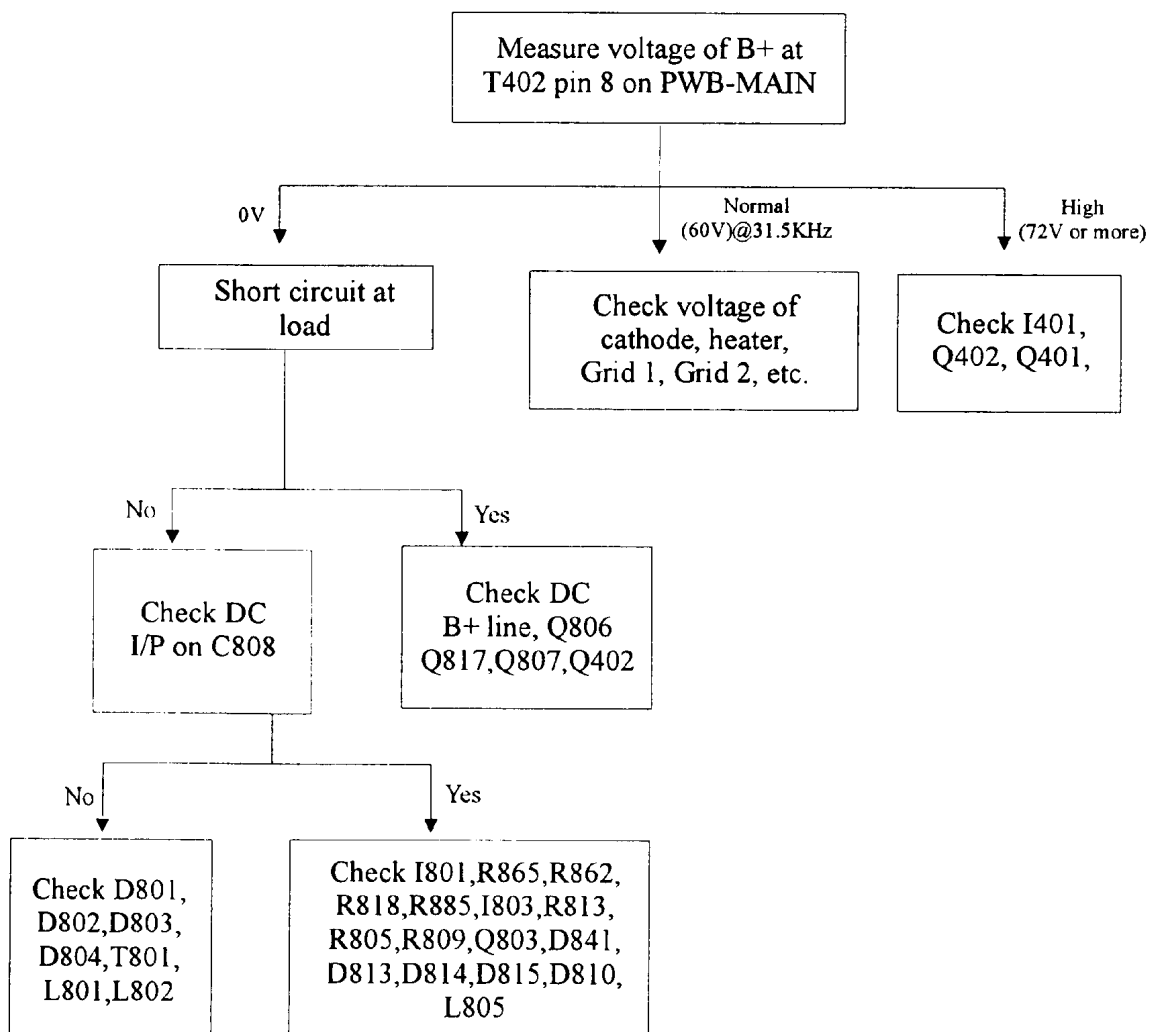 Measure voltage of B+ at
T402 pin 8 on PWB-MAIN
0V
Normal
(60V)@31.5KHz
High
(72V or more)
Short circuit at
load
Check voltage of
cathode, heater,
Grid 1, Grid 2, etc.
Check I401,
Q402, Q401,
No
Yes
Check DC
I/P on C808
Check DC
B+ line, Q806
Q817,Q807,Q402
No
Yes
Check D801,
D802,D803,
D804,T801,
L801,L802
Check I801,R865,R862,
R818,R885,I803,R813,
R805,R809,Q803,D841,
D813,D814,D815,D810,
L805